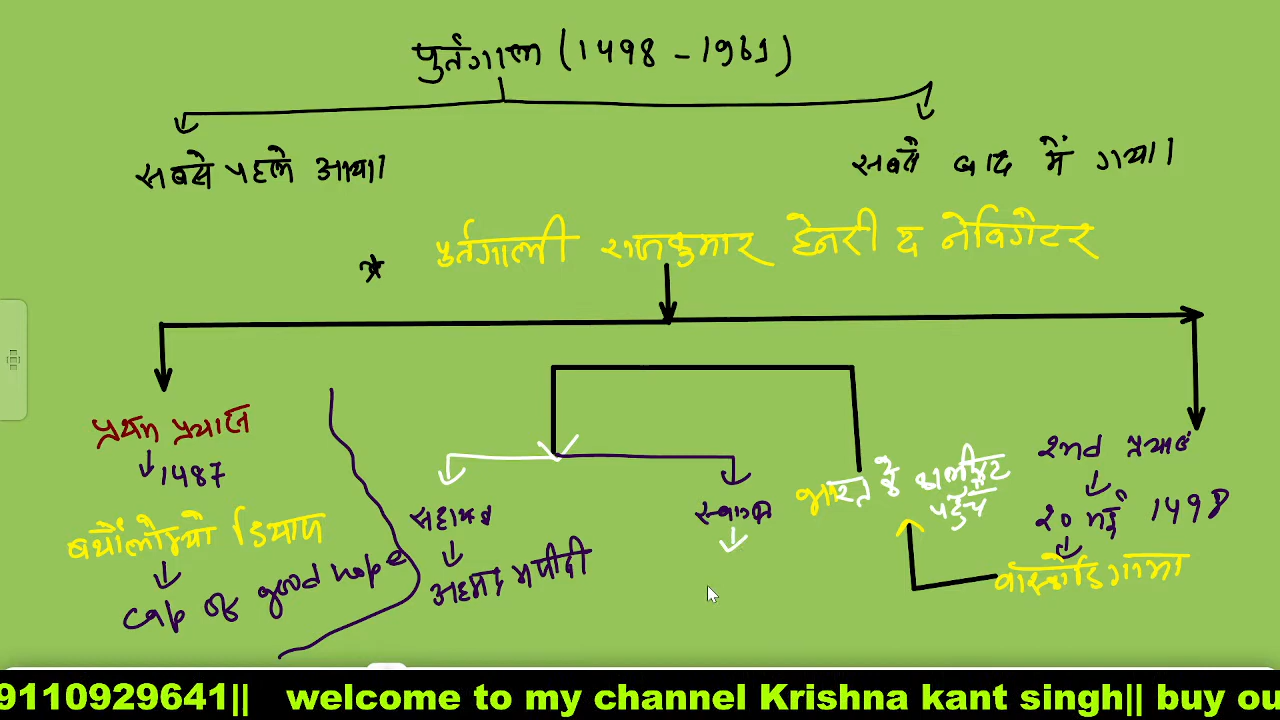 पुर्तगाल (1498 - 1961)
सबसे पहले आया।
सबसे बाद में गया।
* पुर्तगाली राजकुमार हेनरी द नेविगेटर
प्रथम प्रयास
1487
बर्थोलोम्यो डियाज
cap of good hope
सहायक
अहमद मजीदी
स्वागत
भारत के कालीकट
पहुँचे
2nd प्रयास
20 मई 1498
वास्कोडिगामा
9110929641|| welcome to my channel Krishna kant singh|| buy ou